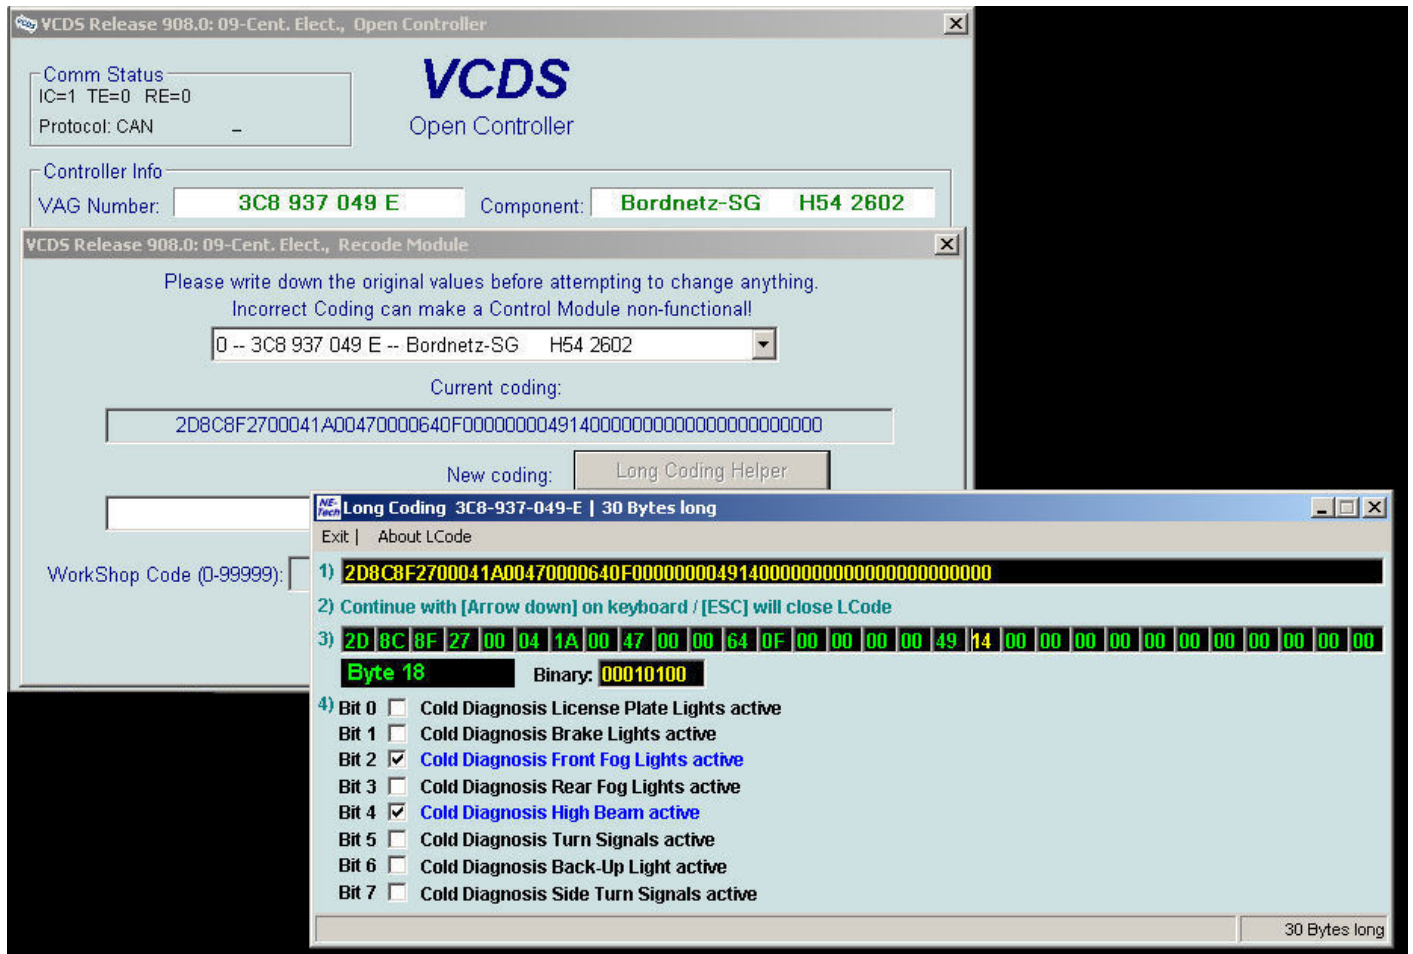 VCDS Release 908.0: 09-Cent. Elect., Open Controller
Comm Status
IC=1 TE=0 RE=0
Protocol: CAN
VCDS
Open Controller
Controller Info
VAG Number: 3C8 937 049 E Component: Bordnetz-SG H54 2602
VCDS Release 908.0: 09-Cent. Elect., Recode Module
Please write down the original values before attempting to change anything.
Incorrect Coding can make a Control Module non-functional!
0 -- 3C8 937 049 E -- Bordnetz-SG H54 2602
Current coding:
2D8C8F2700041A00470000640F00000000491400000000000000000000
New coding: Long Coding Helper
WorkShop Code (0-99999):
NE-Tech Long Coding 3C8-937-049-E | 30 Bytes long
Exit | About LCode
1) 2D8C8F2700041A00470000640F00000000491400000000000000000000
2) Continue with [Arrow down] on keyboard / [ESC] will close LCode
3) 2D 8C 8F 27 00 04 1A 00 47 00 00 64 0F 00 00 00 00 49 14 00 00 00 00 00 00 00 00 00 00 00
Byte 18 Binary: 00010100
4) Bit 0 Cold Diagnosis License Plate Lights active
Bit 1 Cold Diagnosis Brake Lights active
Bit 2 Cold Diagnosis Front Fog Lights active
Bit 3 Cold Diagnosis Rear Fog Lights active
Bit 4 Cold Diagnosis High Beam active
Bit 5 Cold Diagnosis Turn Signals active
Bit 6 Cold Diagnosis Back-Up Light active
Bit 7 Cold Diagnosis Side Turn Signals active
30 Bytes long